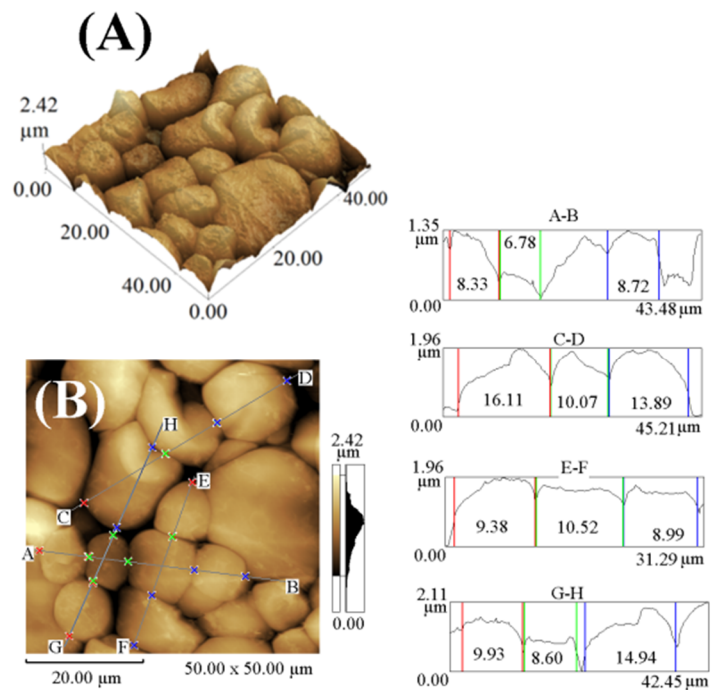 (A)
2.42
µm
0.00
20.00
40.00
0.00
20.00
40.00
(B)
D
H
E
C
A
B
G
F
2.42
µm
0.00
20.00 µm
50.00 x 50.00 µm
A-B
1.35
µm
6.78
8.33
8.72
0.00
43.48 µm
C-D
1.96
µm
16.11
10.07
13.89
0.00
45.21 µm
E-F
1.96
µm
9.38
10.52
8.99
0.00
31.29 µm
G-H
2.11
µm
9.93
8.60
14.94
0.00
42.45 µm